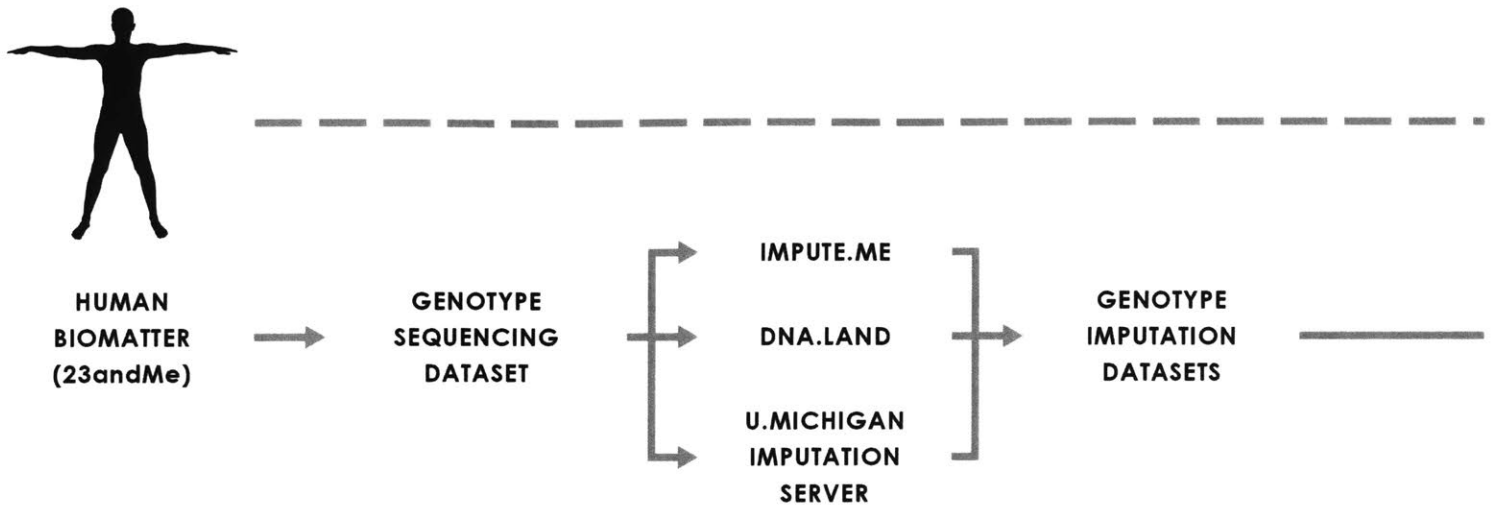 HUMAN
BIOMATTER
(23andMe)
GENOTYPE
SEQUENCING
DATASET
IMPUTE.ME
DNA.LAND
U.MICHIGAN
IMPUTATION
SERVER
GENOTYPE
IMPUTATION
DATASETS